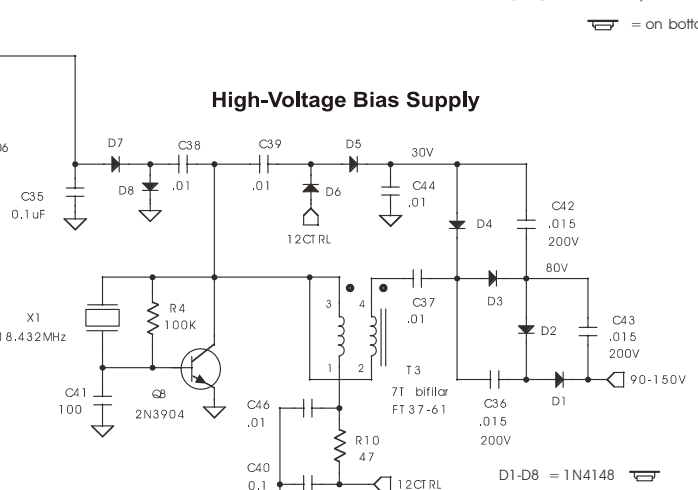 = on botto
High-Voltage Bias Supply
06
D7
C38
C39
D5
30V
C35
0.1uF
D8
.01
.01
D6
C44
.01
12CTRL
D4
C42
.015
200V
80V
X1
18.432MHz
R4
100K
3
4
C37
.01
D3
D2
C43
.015
200V
1
2
T3
7T bifilar
FT37-61
C41
100
Q8
2N3904
C46
.01
C36
.015
200V
D1
90-150V
R10
47
C40
0.1
12CTRL
D1-D8 = 1N4148